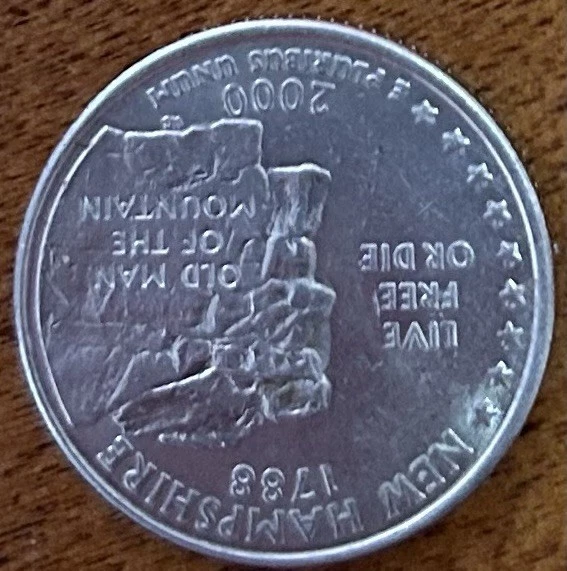 NEW HAMPSHIRE
1788
LIVE
FREE
OR DIE
OLD MAN
OF THE
MOUNTAIN
2000
E PLURIBUS UNUM